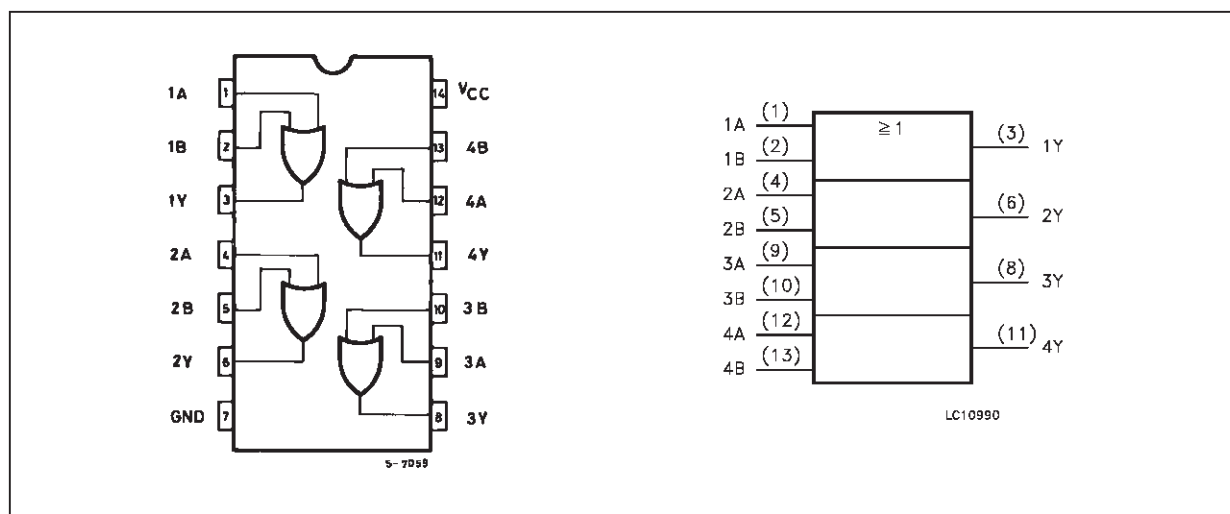 1A 1 14 VCC
1B 2 13 4B
1Y 3 12 4A
2A 4 11 4Y
2B 5 10 3B
2Y 6 9 3A
GND 7 8 3Y
5-7059
≧1
1A (1)
1B (2)
2A (4)
2B (5)
3A (9)
3B (10)
4A (12)
4B (13)
(3) 1Y
(6) 2Y
(8) 3Y
(11) 4Y
LC10990